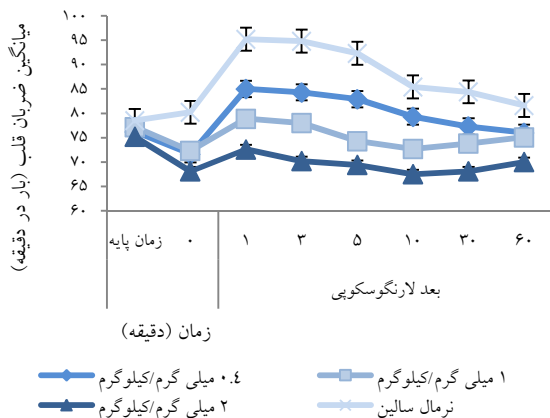 میانگین ضربان قلب (بار در دقیقه)
۱۰۰
۹۵
۹۰
۸۵
۸۰
۷۵
۷۰
۶۵
۶۰
زمان پایه ۰ ۱ ۳ ۵ ۱۰ ۳۰ ۶۰
بعد لارنگوسکوپی
زمان (دقیقه)
۰.٤ میلی گرم/کیلوگرم ۱ میلی گرم/کیلوگرم
۲ میلی گرم/کیلوگرم نرمال سالین